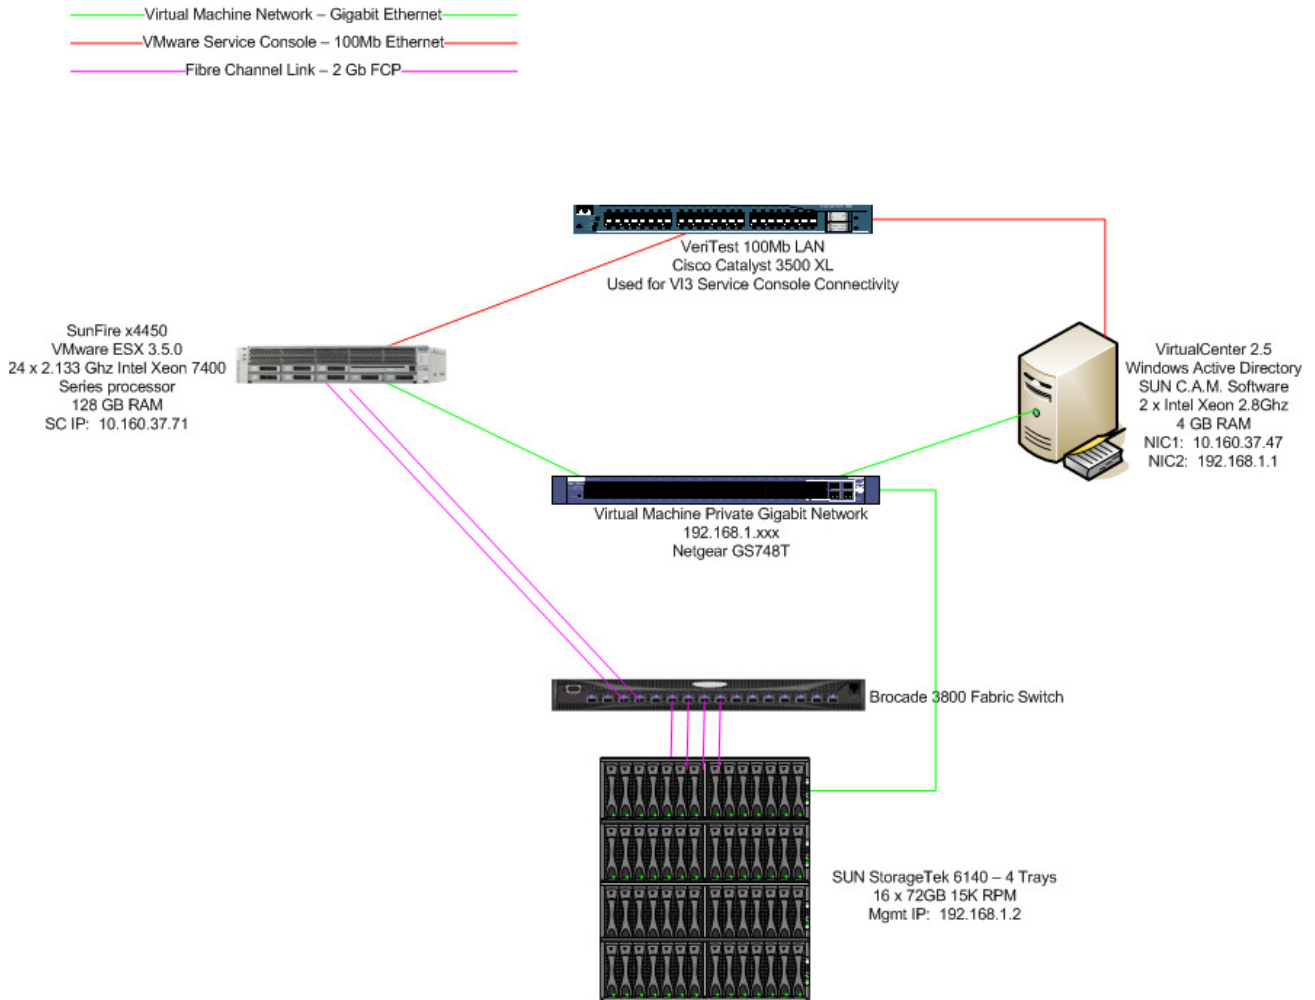 Virtual Machine Network – Gigabit Ethernet
VMware Service Console – 100Mb Ethernet
Fibre Channel Link – 2 Gb FCP
VeriTest 100Mb LAN
Cisco Catalyst 3500 XL
Used for VI3 Service Console Connectivity
SunFire x4450
VMware ESX 3.5.0
24 x 2.133 Ghz Intel Xeon 7400
Series processor
128 GB RAM
SC IP:  10.160.37.71
VirtualCenter 2.5
Windows Active Directory
SUN C.A.M. Software
2 x Intel Xeon 2.8Ghz
4 GB RAM
NIC1:  10.160.37.47
NIC2:  192.168.1.1
Virtual Machine Private Gigabit Network
192.168.1.xxx
Netgear GS748T
Brocade 3800 Fabric Switch
SUN StorageTek 6140 – 4 Trays
16 x 72GB 15K RPM
Mgmt IP:  192.168.1.2